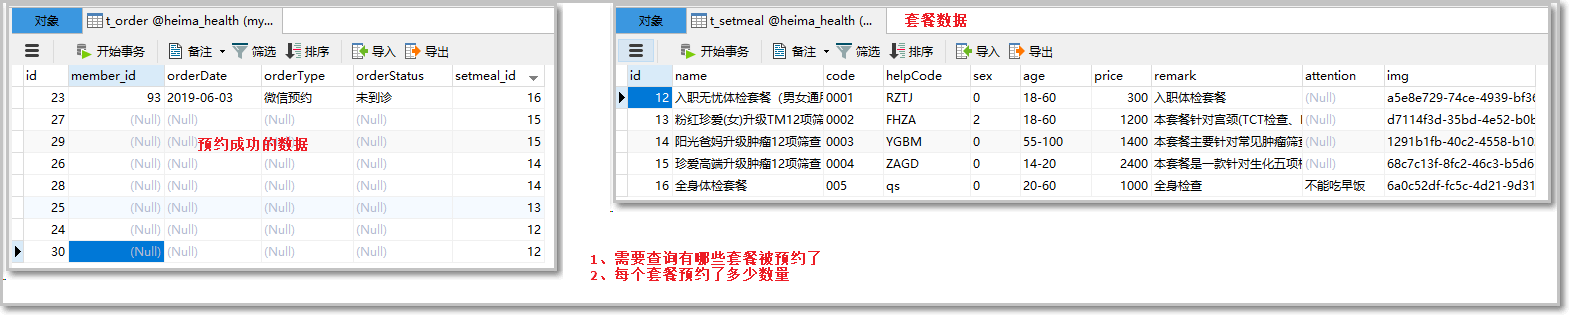 对象 t_order @heima_health (my...
开始事务 备注 筛选 排序 导入 导出
id member_id orderDate orderType orderStatus setmeal_id
23 93 2019-06-03 微信预约 未到诊 16
27 (Null) (Null) (Null) (Null) 15
29 (Null) (Null) (Null) (Null) 15
预约成功的数据
26 (Null) (Null) (Null) (Null) 14
28 (Null) (Null) (Null) (Null) 14
25 (Null) (Null) (Null) (Null) 13
24 (Null) (Null) (Null) (Null) 12
30 (Null) (Null) (Null) (Null) 12
对象 t_setmeal @heima_health (... 套餐数据
开始事务 备注 筛选 排序 导入 导出
id name code helpCode sex age price remark attention img
12 入职无忧体检套餐（男女通用 0001 RZTJ 0 18-60 300 入职体检套餐 (Null) a5e8e729-74ce-4939-bf36
13 粉红珍爱(女)升级TM12项筛查 0002 FHZA 2 18-60 1200 本套餐针对宫颈(TCT检查、 (Null) d7114f3d-35bd-4e52-b0b
14 阳光爸妈升级肿瘤12项筛查 0003 YGBM 0 55-100 1400 本套餐主要针对常见肿瘤筛查 (Null) 1291b1fb-40c2-4558-b10
15 珍爱高端升级肿瘤12项筛查 0004 ZAGD 0 14-20 2400 本套餐是一款针对生化五项检 (Null) 68c7c13f-8fc2-46c3-b5d6
16 全身体检套餐 005 qs 0 20-60 1000 全身检查 不能吃早饭 6a0c52df-fc5c-4d21-9d31
1、需要查询有哪些套餐被预约了
2、每个套餐预约了多少数量